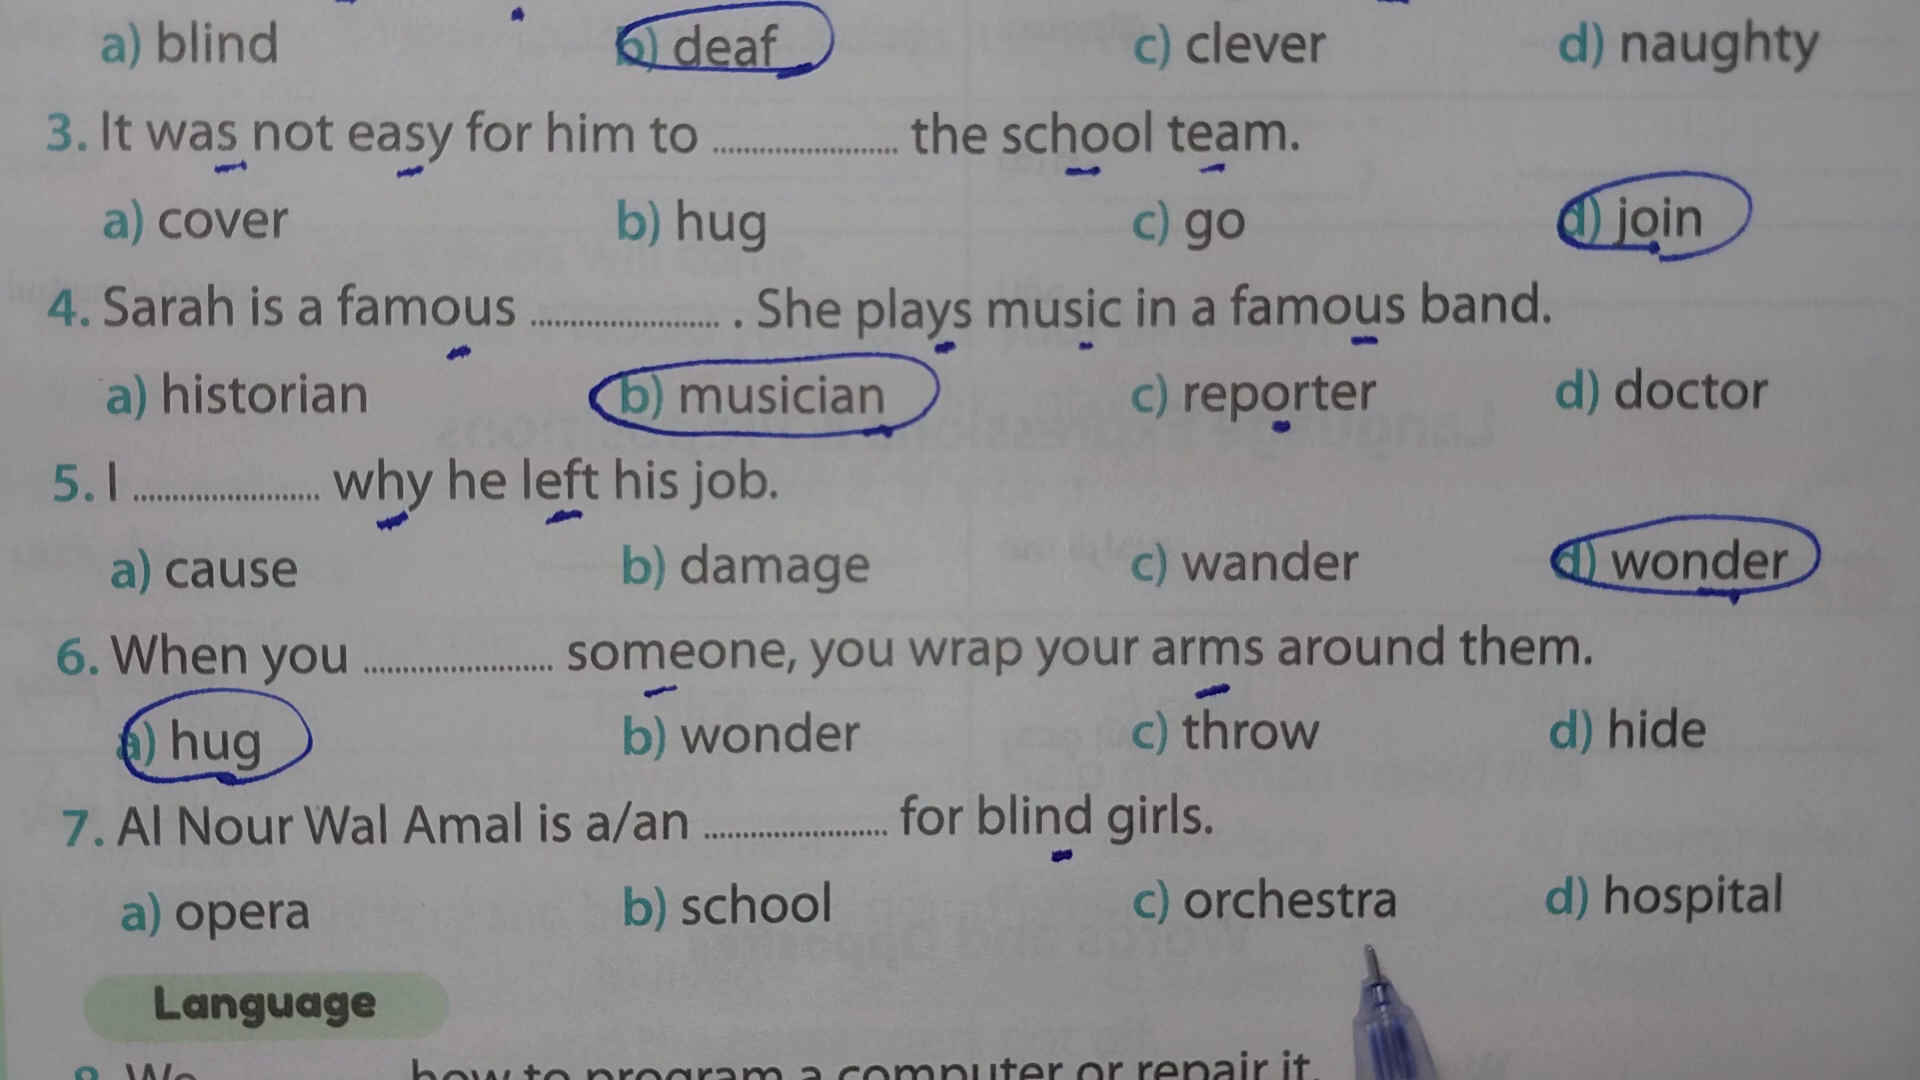 a) blind b) deaf c) clever d) naughty
3. It was not easy for him to ........................ the school team.
a) cover b) hug c) go d) join
4. Sarah is a famous ........................ . She plays music in a famous band.
a) historian b) musician c) reporter d) doctor
5. I ........................ why he left his job.
a) cause b) damage c) wander d) wonder
6. When you ........................ someone, you wrap your arms around them.
a) hug b) wonder c) throw d) hide
7. Al Nour Wal Amal is a/an ........................ for blind girls.
a) opera b) school c) orchestra d) hospital
Language
8. We how to program a computer or repair it.